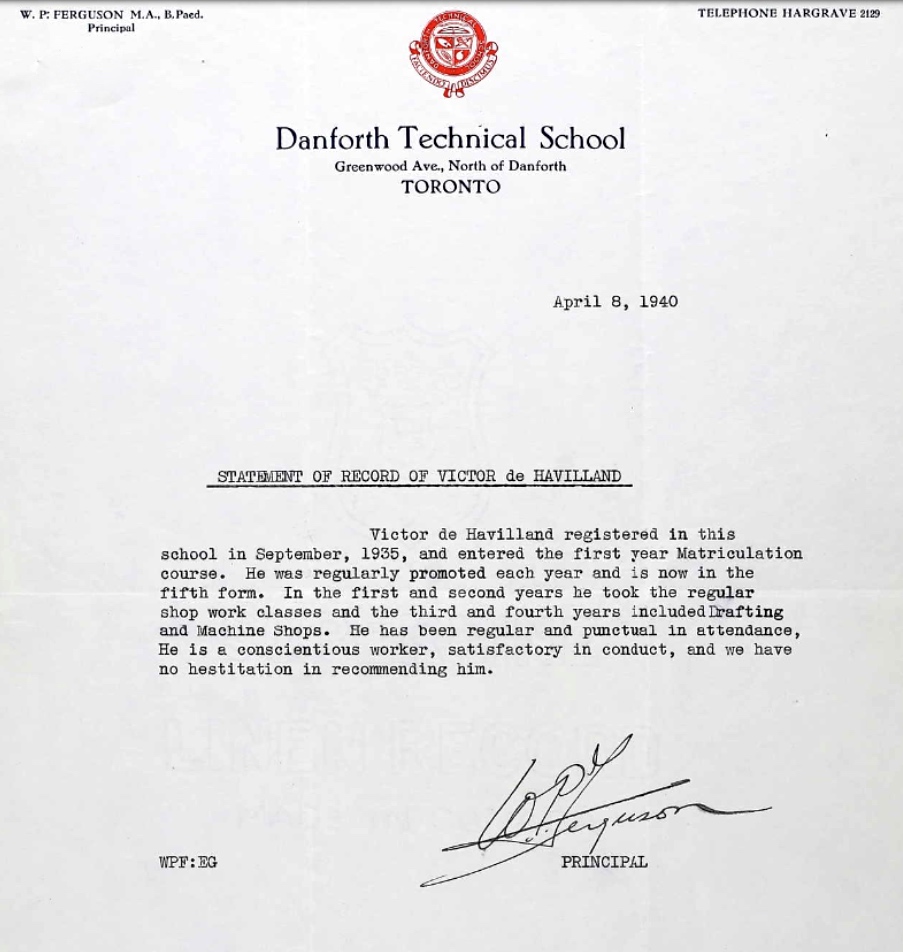 W. P. FERGUSON M.A., B.Paed.
Principal
TELEPHONE HARGRAVE 2129
DANFORTH TECHNICAL SCHOOL
FACIENDO DISCIMUS
Danforth Technical School
Greenwood Ave., North of Danforth
TORONTO
April 8, 1940
STATEMENT OF RECORD OF VICTOR de HAVILLAND
Victor de Havilland registered in this
school in September, 1935, and entered the first year Matriculation
course. He was regularly promoted each year and is now in the
fifth form. In the first and second years he took the regular
shop work classes and the third and fourth years included Drafting
and Machine Shops. He has been regular and punctual in attendance,
He is a conscientious worker, satisfactory in conduct, and we have
no hestitation in recommending him.
W.P. Ferguson
WPF:EG
PRINCIPAL